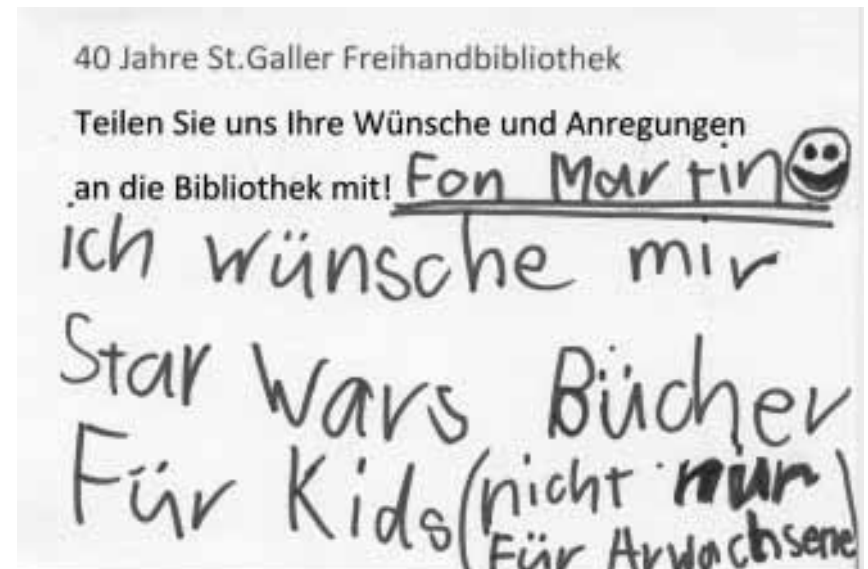 40 Jahre St.Galler Freihandbibliothek
Teilen Sie uns Ihre Wünsche und Anregungen
an die Bibliothek mit! Fon Martin
ich wünsche mir
Star Wars Bücher
Für Kids (nicht nur
Für Arwachsene)